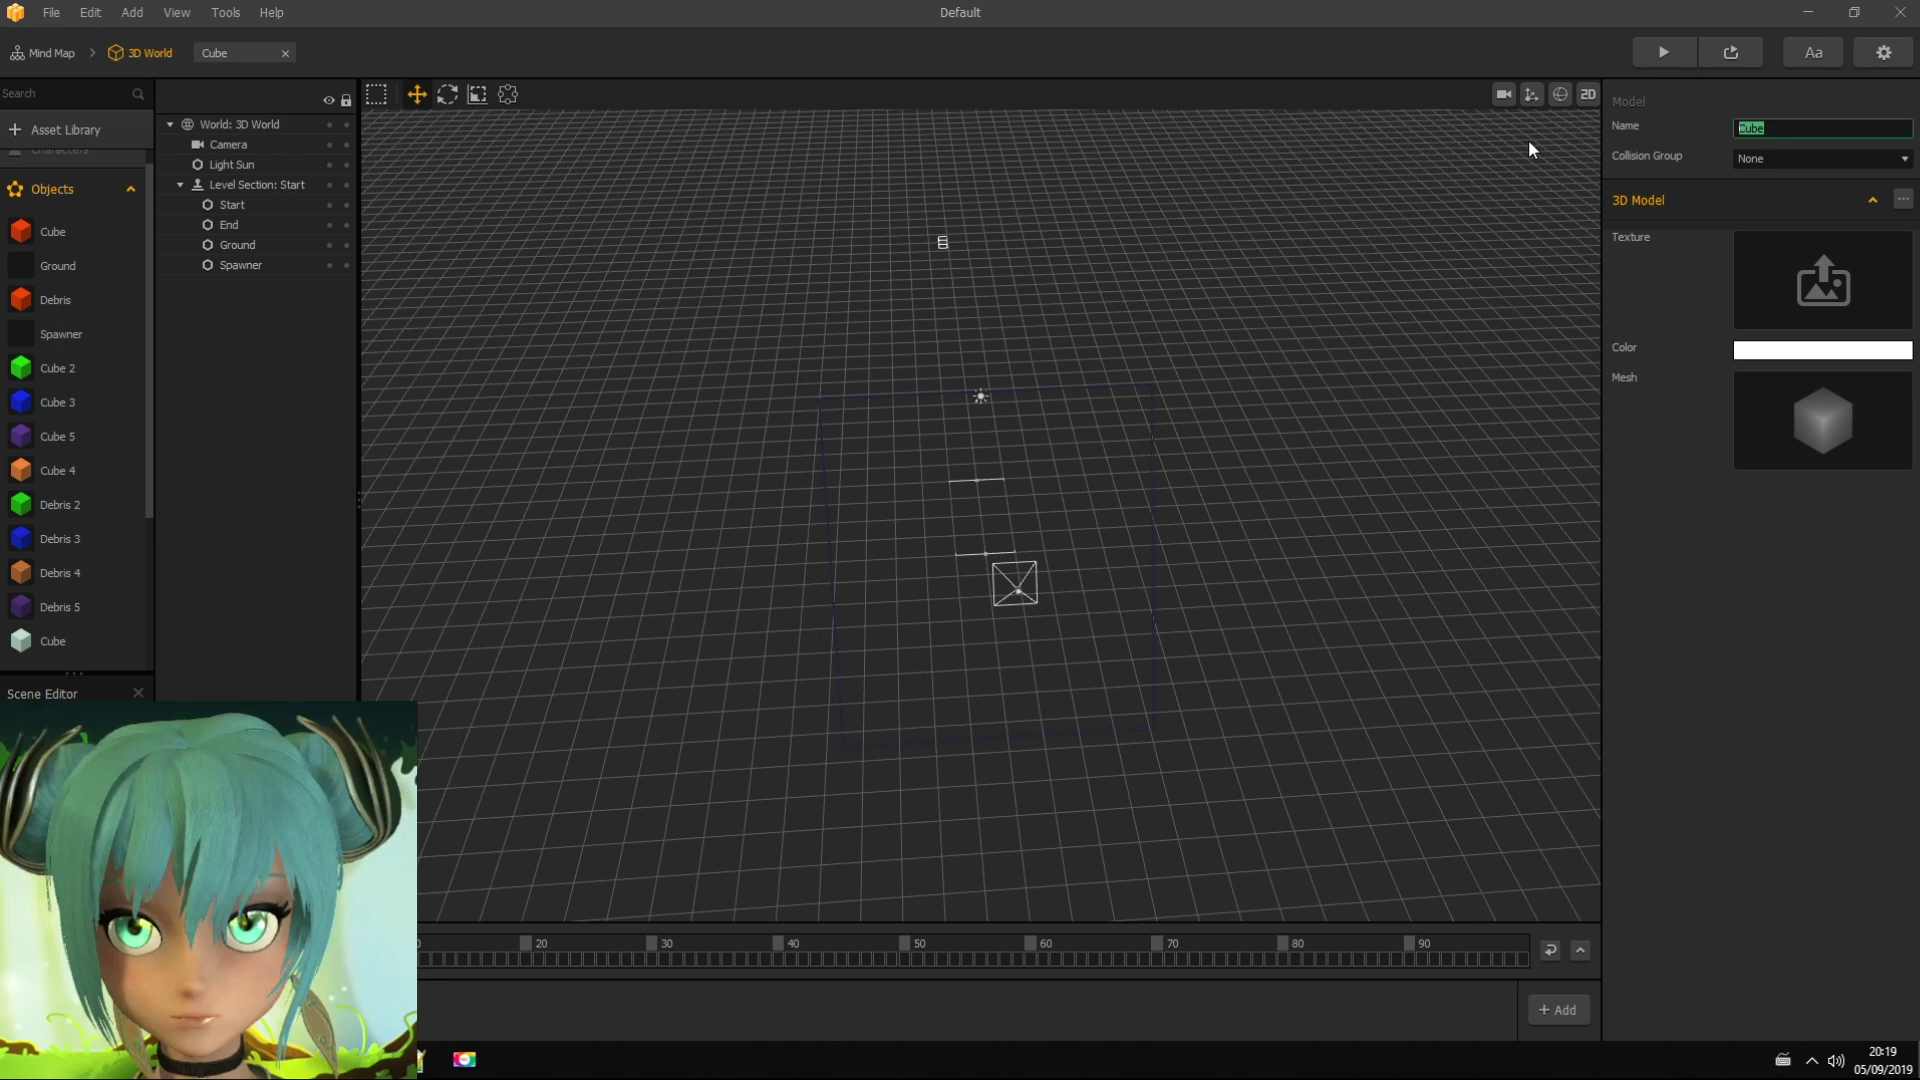 File Edit Add View Tools Help
Default
Mind Map
3D World
Cube
Aa
Search
Asset Library
Characters
Objects
Cube
Ground
Debris
Spawner
Cube 2
Cube 3
Cube 5
Cube 4
Debris 2
Debris 3
Debris 4
Debris 5
Cube
Scene Editor
World: 3D World
Camera
Light Sun
Level Section: Start
Start
End
Ground
Spawner
2D
Model
Name
Cube
Collision Group
None
3D Model
Texture
Color
Mesh
20 30 40 50 60 70 80 90
+ Add
20:19
05/09/2019